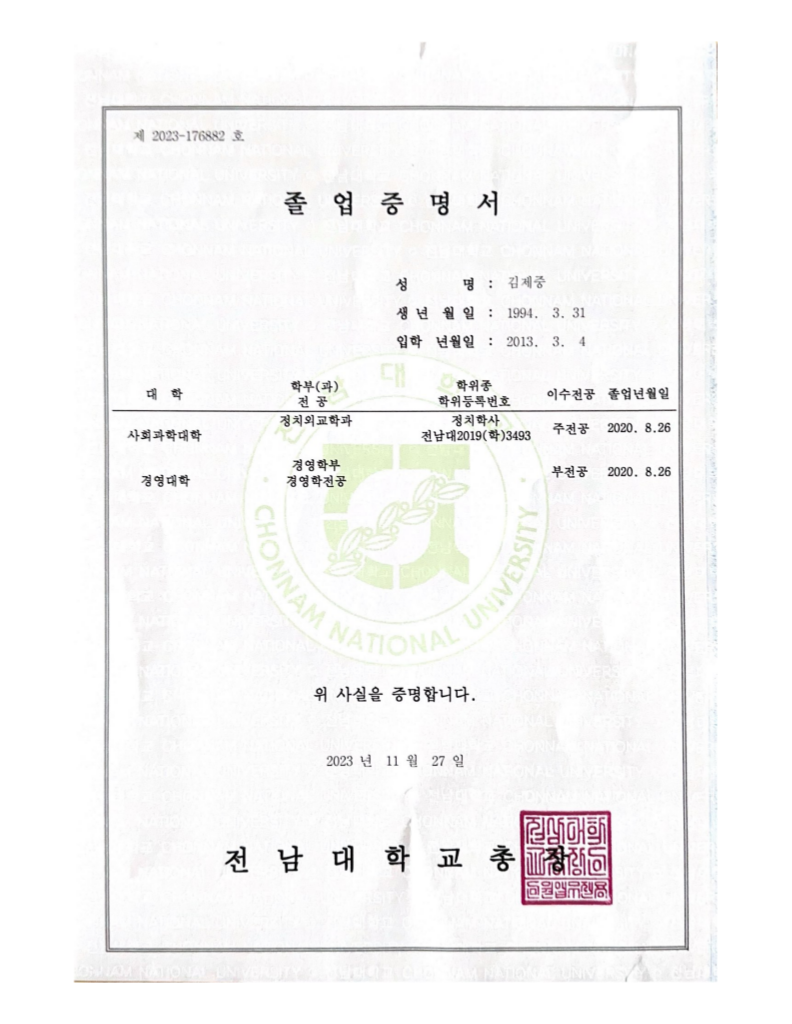 제 2023-176882 호
졸 업 증 명 서
성 명 : 김제중
생 년 월 일 : 1994. 3. 31
입학 년월일 : 2013. 3. 4
대 학 학부(과) 전 공 학위종 학위등록번호 이수전공 졸업년월일
사회과학대학 정치외교학과 정치학사 전남대2019(학)3493 주전공 2020. 8.26
경영대학 경영학부 경영학전공 부전공 2020. 8.26
전 남 대 학 교
CHONNAM NATIONAL UNIVERSITY
위 사실을 증명합니다.
2023 년 11 월 27 일
전 남 대 학 교 총 장